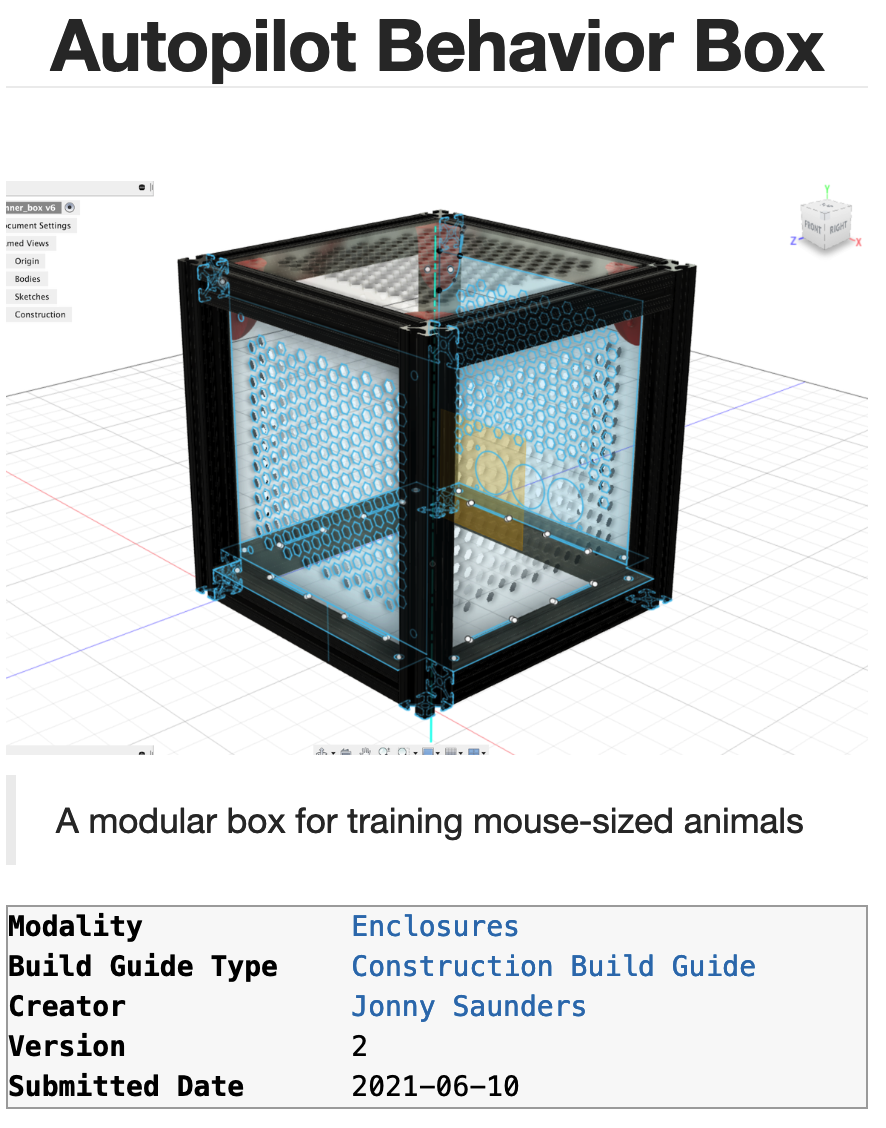 Autopilot Behavior Box
nner_box v6
ocument Settings
med Views
Origin
Bodies
Sketches
Construction
Y
FRONT
RIGHT
Z
X
A modular box for training mouse-sized animals
Modality Enclosures
Build Guide Type Construction Build Guide
Creator Jonny Saunders
Version 2
Submitted Date 2021-06-10